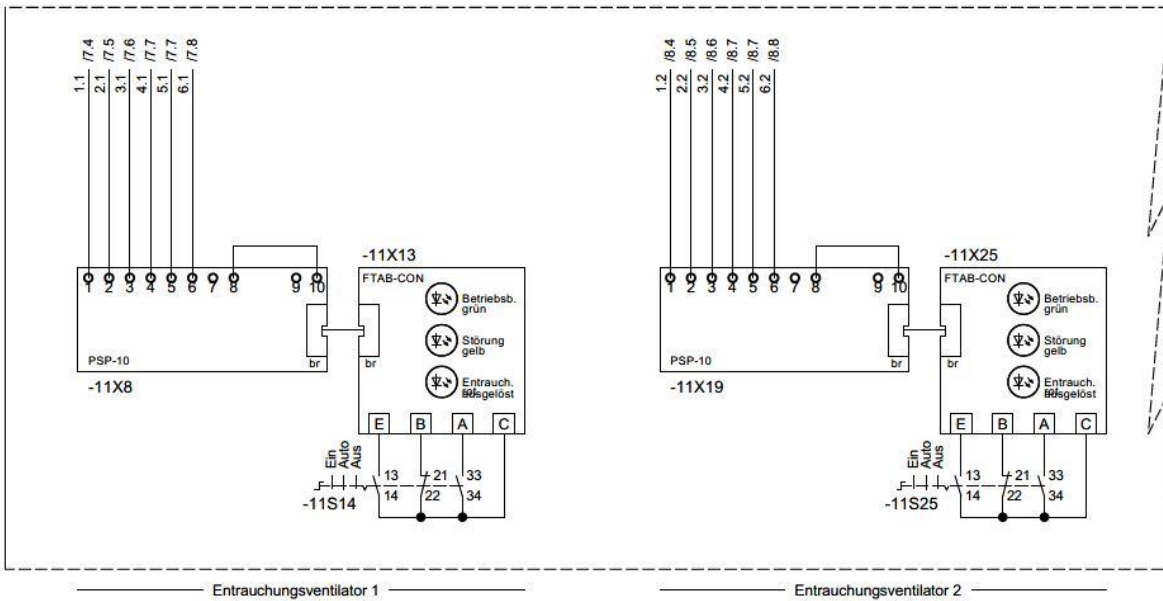 1.1 /7.4
2.1 /7.5
3.1 /7.6
4.1 /7.7
5.1 /7.7
6.1 /7.8
1 2 3 4 5 6 7 8 9 10
PSP-10
br
-11X8
-11X13
FTAB-CON
Betriebsb.
grün
Störung
gelb
Entrauch.
ausgelöst
br
E B A C
Ein
Auto
Aus
13 21 33
14 22 34
-11S14
Entrauchungsventilator 1
1.2 /8.4
2.2 /8.5
3.2 /8.6
4.2 /8.7
5.2 /8.7
6.2 /8.8
1 2 3 4 5 6 7 8 9 10
PSP-10
br
-11X19
-11X25
FTAB-CON
Betriebsb.
grün
Störung
gelb
Entrauch.
ausgelöst
br
E B A C
Ein
Auto
Aus
13 21 33
14 22 34
-11S25
Entrauchungsventilator 2